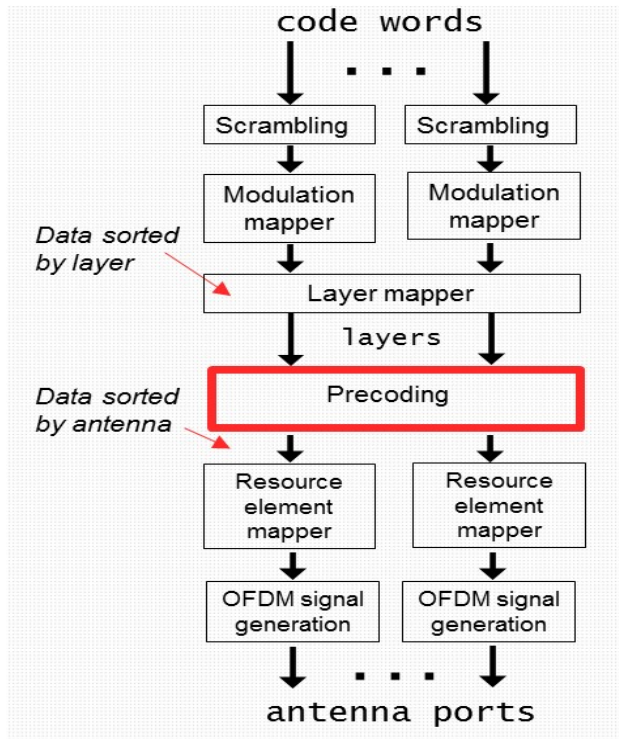 code words
Scrambling
Scrambling
Modulation
mapper
Modulation
mapper
Data sorted
by layer
Layer mapper
layers
Precoding
Data sorted
by antenna
Resource
element
mapper
Resource
element
mapper
OFDM signal
generation
OFDM signal
generation
antenna ports